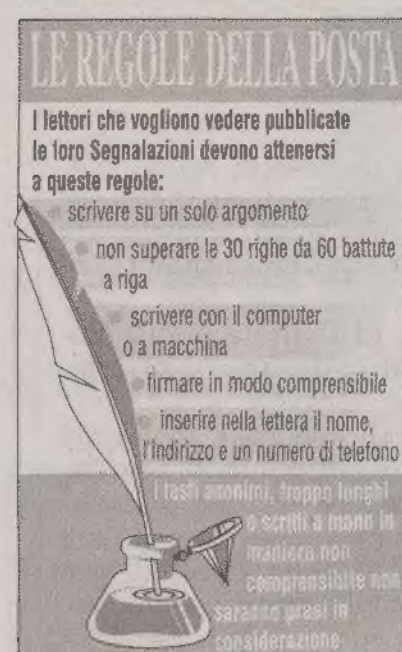 LE REGOLE DELLA POSTA
I lettori che vogliono vedere pubblicate
le loro Segnalazioni devono attenersi
a queste regole:
scrivere su un solo argomento
non superare le 30 righe da 60 battute
a riga
scrivere con il computer
o a macchina
firmare in modo comprensibile
inserire nella lettera il nome,
l'indirizzo e un numero di telefono
I testi anonimi, troppo lunghi
o scritti a mano in
maniera non
comprensibile non
saranno presi in
considerazione